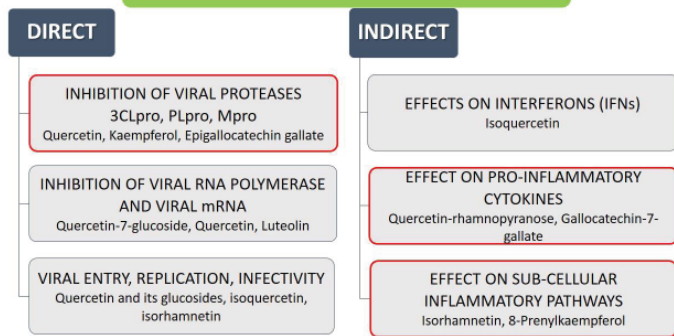 DIRECT
INHIBITION OF VIRAL PROTEASES
3CLpro, PLpro, Mpro
Quercetin, Kaempferol, Epigallocatechin gallate
INHIBITION OF VIRAL RNA POLYMERASE
AND VIRAL mRNA
Quercetin-7-glucoside, Quercetin, Luteolin
VIRAL ENTRY, REPLICATION, INFECTIVITY
Quercetin and its glucosides, isoquercetin,
isorhamnetin
INDIRECT
EFFECTS ON INTERFERONS (IFNs)
Isoquercetin
EFFECT ON PRO-INFLAMMATORY
CYTOKINES
Quercetin-rhamnopyranose, Gallocatechin-7-
gallate
EFFECT ON SUB-CELLULAR
INFLAMMATORY PATHWAYS
Isorhamnetin, 8-Prenylkaempferol